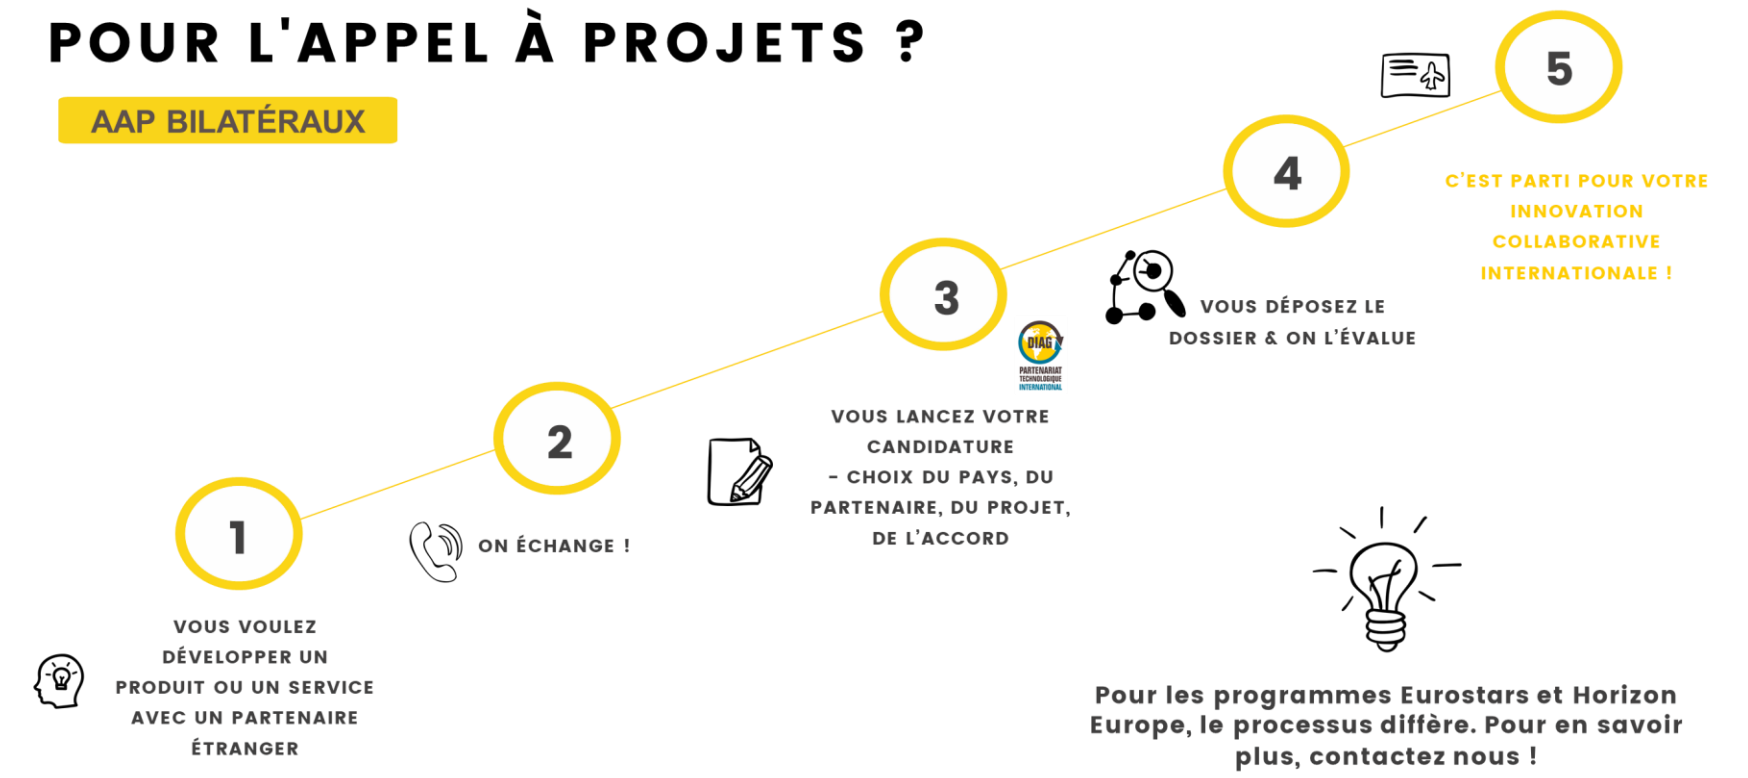 POUR L'APPEL À PROJETS ?
AAP BILATÉRAUX
1
VOUS VOULEZ
DÉVELOPPER UN
PRODUIT OU UN SERVICE
AVEC UN PARTENAIRE
ÉTRANGER
2
ON ÉCHANGE !
3
DIAG
PARTENARIAT
TECHNOLOGIQUE
INTERNATIONAL
VOUS LANCEZ VOTRE
CANDIDATURE
- CHOIX DU PAYS, DU
PARTENAIRE, DU PROJET,
DE L'ACCORD
4
VOUS DÉPOSEZ LE
DOSSIER & ON L'ÉVALUE
5
C'EST PARTI POUR VOTRE
INNOVATION
COLLABORATIVE
INTERNATIONALE !
Pour les programmes Eurostars et Horizon
Europe, le processus diffère. Pour en savoir
plus, contactez nous !